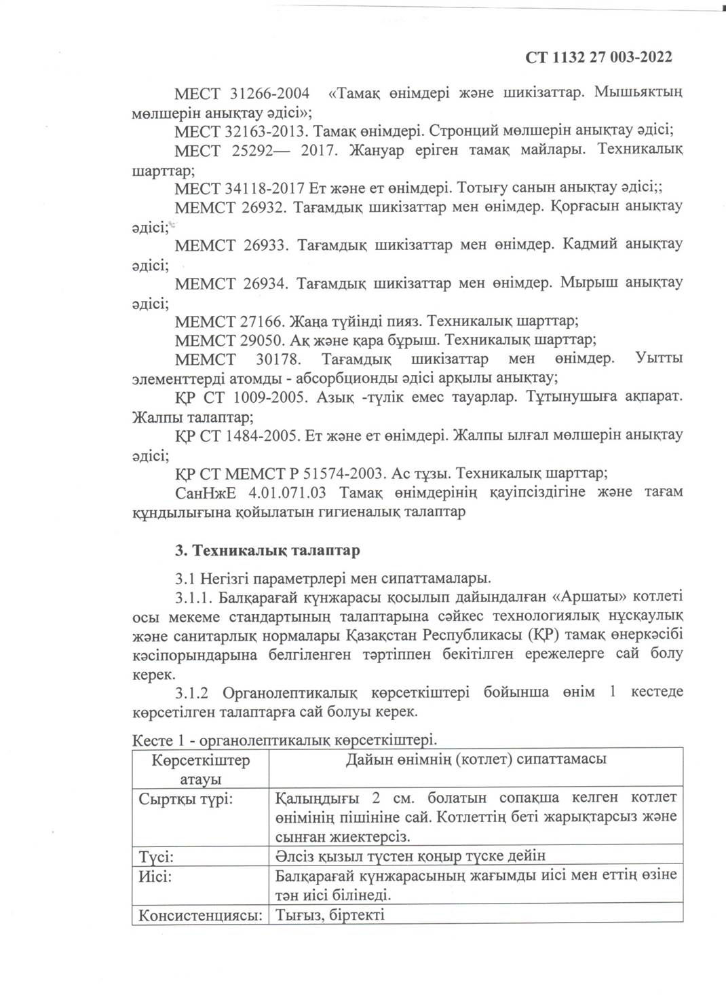 СТ 1132 27 003-2022
МЕСТ 31266-2004 «Тамақ өнімдері және шикізаттар. Мышьяктың
мөлшерін анықтау әдісі»;
МЕСТ 32163-2013. Тамақ өнімдері. Стронций мөлшерін анықтау әдісі;
МЕСТ 25292— 2017. Жануар еріген тамақ майлары. Техникалық
шарттар;
МЕСТ 34118-2017 Ет және ет өнімдері. Тотығу санын анықтау әдісі;;
МЕМСТ 26932. Тағамдық шикізаттар мен өнімдер. Қорғасын анықтау
әдісі;
МЕМСТ 26933. Тағамдық шикізаттар мен өнімдер. Кадмий анықтау
әдісі;
МЕМСТ 26934. Тағамдық шикізаттар мен өнімдер. Мырыш анықтау
әдісі;
МЕМСТ 27166. Жаңа түйінді пияз. Техникалық шарттар;
МЕМСТ 29050. Ақ және қара бұрыш. Техникалық шарттар;
МЕМСТ 30178. Тағамдық шикізаттар мен өнімдер. Уытты
элементтерді атомды - абсорбционды әдісі арқылы анықтау;
ҚР СТ 1009-2005. Азық -түлік емес тауарлар. Тұтынушыға ақпарат.
Жалпы талаптар;
ҚР СТ 1484-2005. Ет және ет өнімдері. Жалпы ылғал мөлшерін анықтау
әдісі;
ҚР СТ МЕМСТ Р 51574-2003. Ас тұзы. Техникалық шарттар;
СанНжЕ 4.01.071.03 Тамақ өнімдерінің қауіпсіздігіне және тағам
құндылығына қойылатын гигиеналық талаптар
3. Техникалық талаптар
3.1 Негізгі параметрлері мен сипаттамалары.
3.1.1. Балқарағай күнжарасы қосылып дайындалған «Аршаты» котлеті
осы мекеме стандартының талаптарына сәйкес технологиялық нұсқаулық
және санитарлық нормалары Қазақстан Республикасы (ҚР) тамақ өнеркәсібі
кәсіпорындарына белгіленген тәртіппен бекітілген ережелерге сай болу
керек.
3.1.2 Органолептикалық көрсеткіштері бойынша өнім 1 кестеде
көрсетілген талаптарға сай болуы керек.
Кесте 1 - органолептикалық көрсеткіштері.
Көрсеткіштер
атауы
Дайын өнімнің (котлет) сипаттамасы
Сыртқы түрі:
Қалыңдығы 2 см. болатын сопақша келген котлет
өнімінің пішініне сай. Котлеттің беті жарықтарсыз және
сынған жиектерсіз.
Түсі:
Әлсіз қызыл түстен қоңыр түске дейін
Иісі:
Балқарағай күнжарасының жағымды иісі мен еттің өзіне
тән иісі білінеді.
Консистенциясы:
Тығыз, біртекті